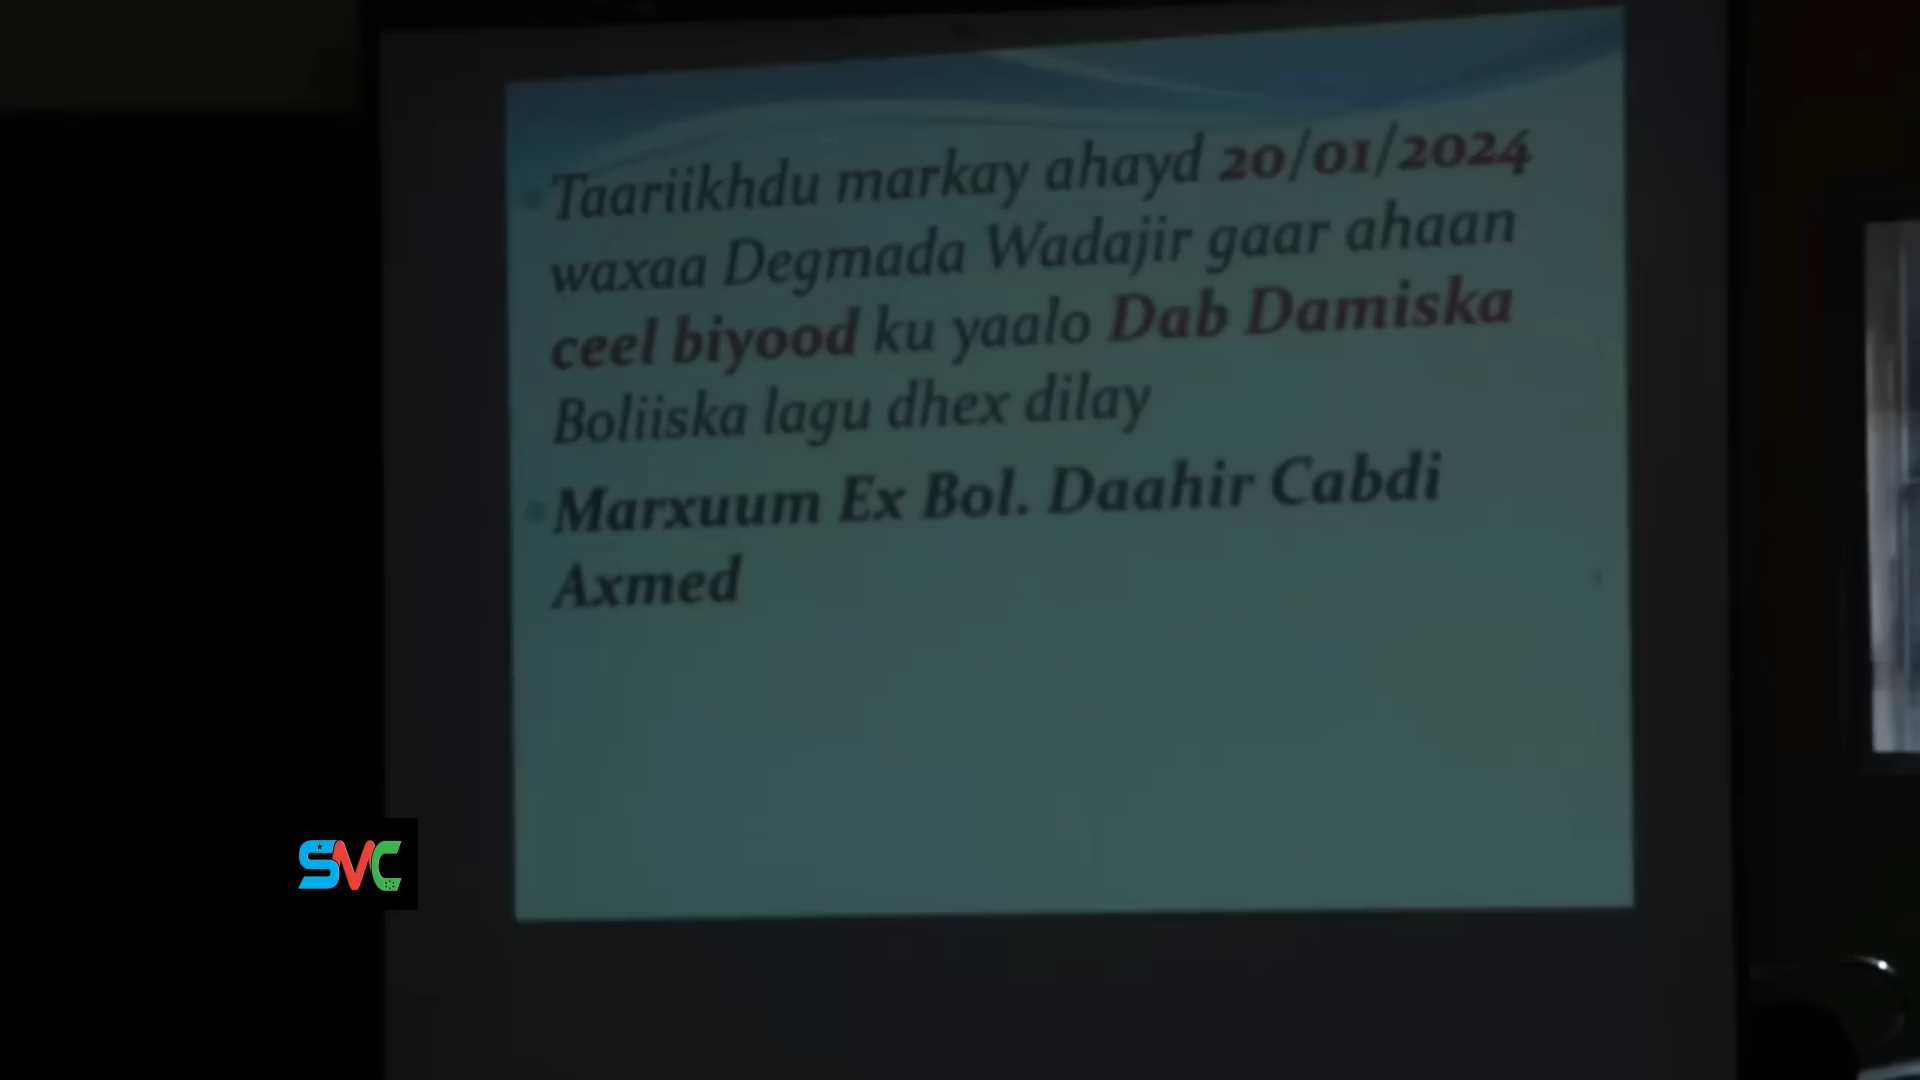 Taariikhdu markay ahayd 20/01/2024
waxaa Degmada Wadajir gaar ahaan
ceel biyood ku yaalo Dab Damiska
Boliiska lagu dhex dilay
Marxuum Ex Bol. Daahir Cabdi
Axmed
SVC